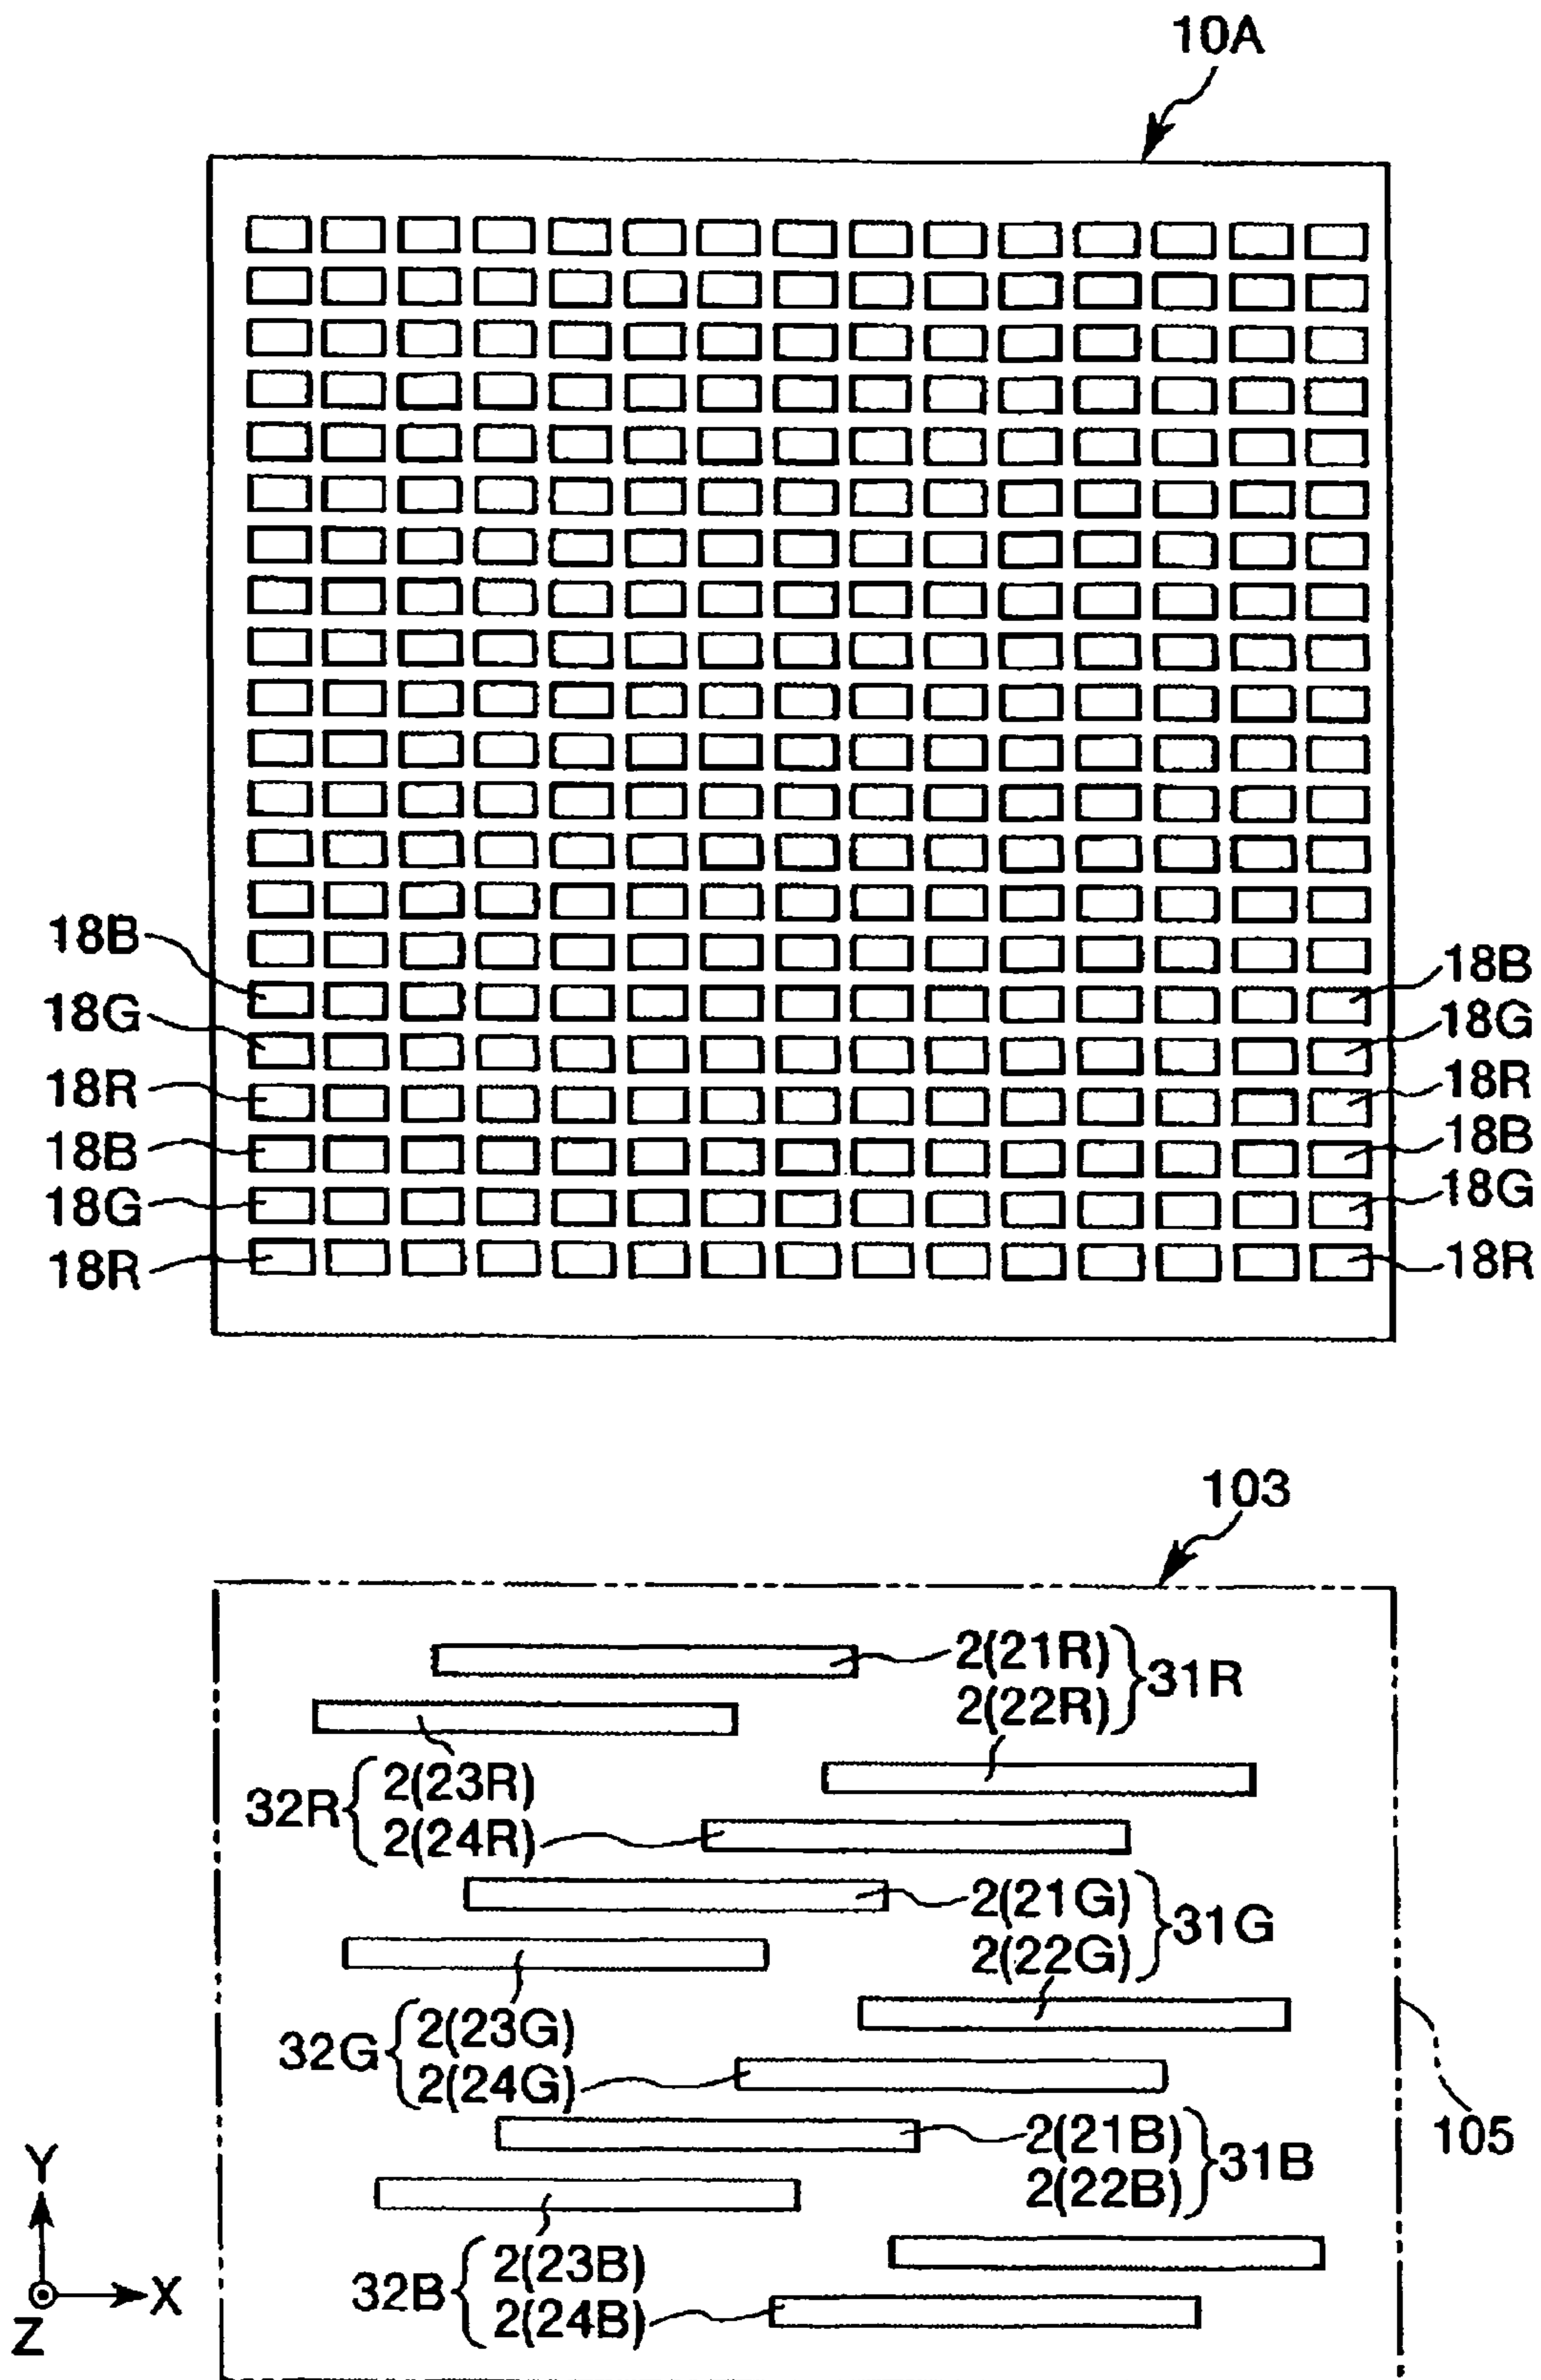 10A
18B
18G
18R
18B
18G
18R
18B
18G
18R
18B
18G
18R
103
2(21R)
2(22R)
31R
32R
2(23R)
2(24R)
2(21G)
2(22G)
31G
32G
2(23G)
2(24G)
105
2(21B)
2(22B)
31B
32B
2(23B)
2(24B)
Y
X
Z